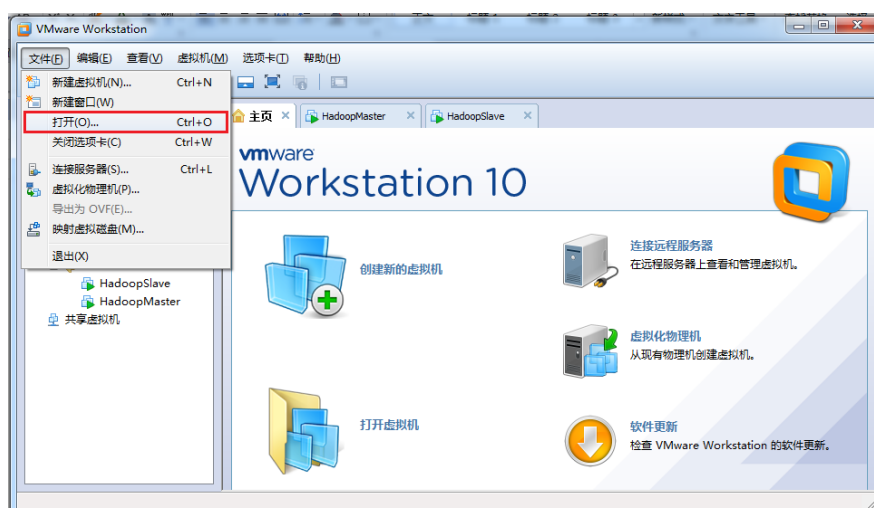 VMware Workstation
文件(F) 编辑(E) 查看(V) 虚拟机(M) 选项卡(T) 帮助(H)
新建虚拟机(N)... Ctrl+N
新建窗口(W)
打开(O)... Ctrl+O
关闭选项卡(C) Ctrl+W
连接服务器(S)... Ctrl+L
虚拟化物理机(P)...
导出为 OVF(E)...
映射虚拟磁盘(M)...
退出(X)
HadoopSlave
HadoopMaster
共享虚拟机
主页 HadoopMaster HadoopSlave
vmware
Workstation 10
创建新的虚拟机
打开虚拟机
连接远程服务器
在远程服务器上查看和管理虚拟机。
虚拟化物理机
从现有物理机创建虚拟机。
软件更新
检查 VMware Workstation 的软件更新。